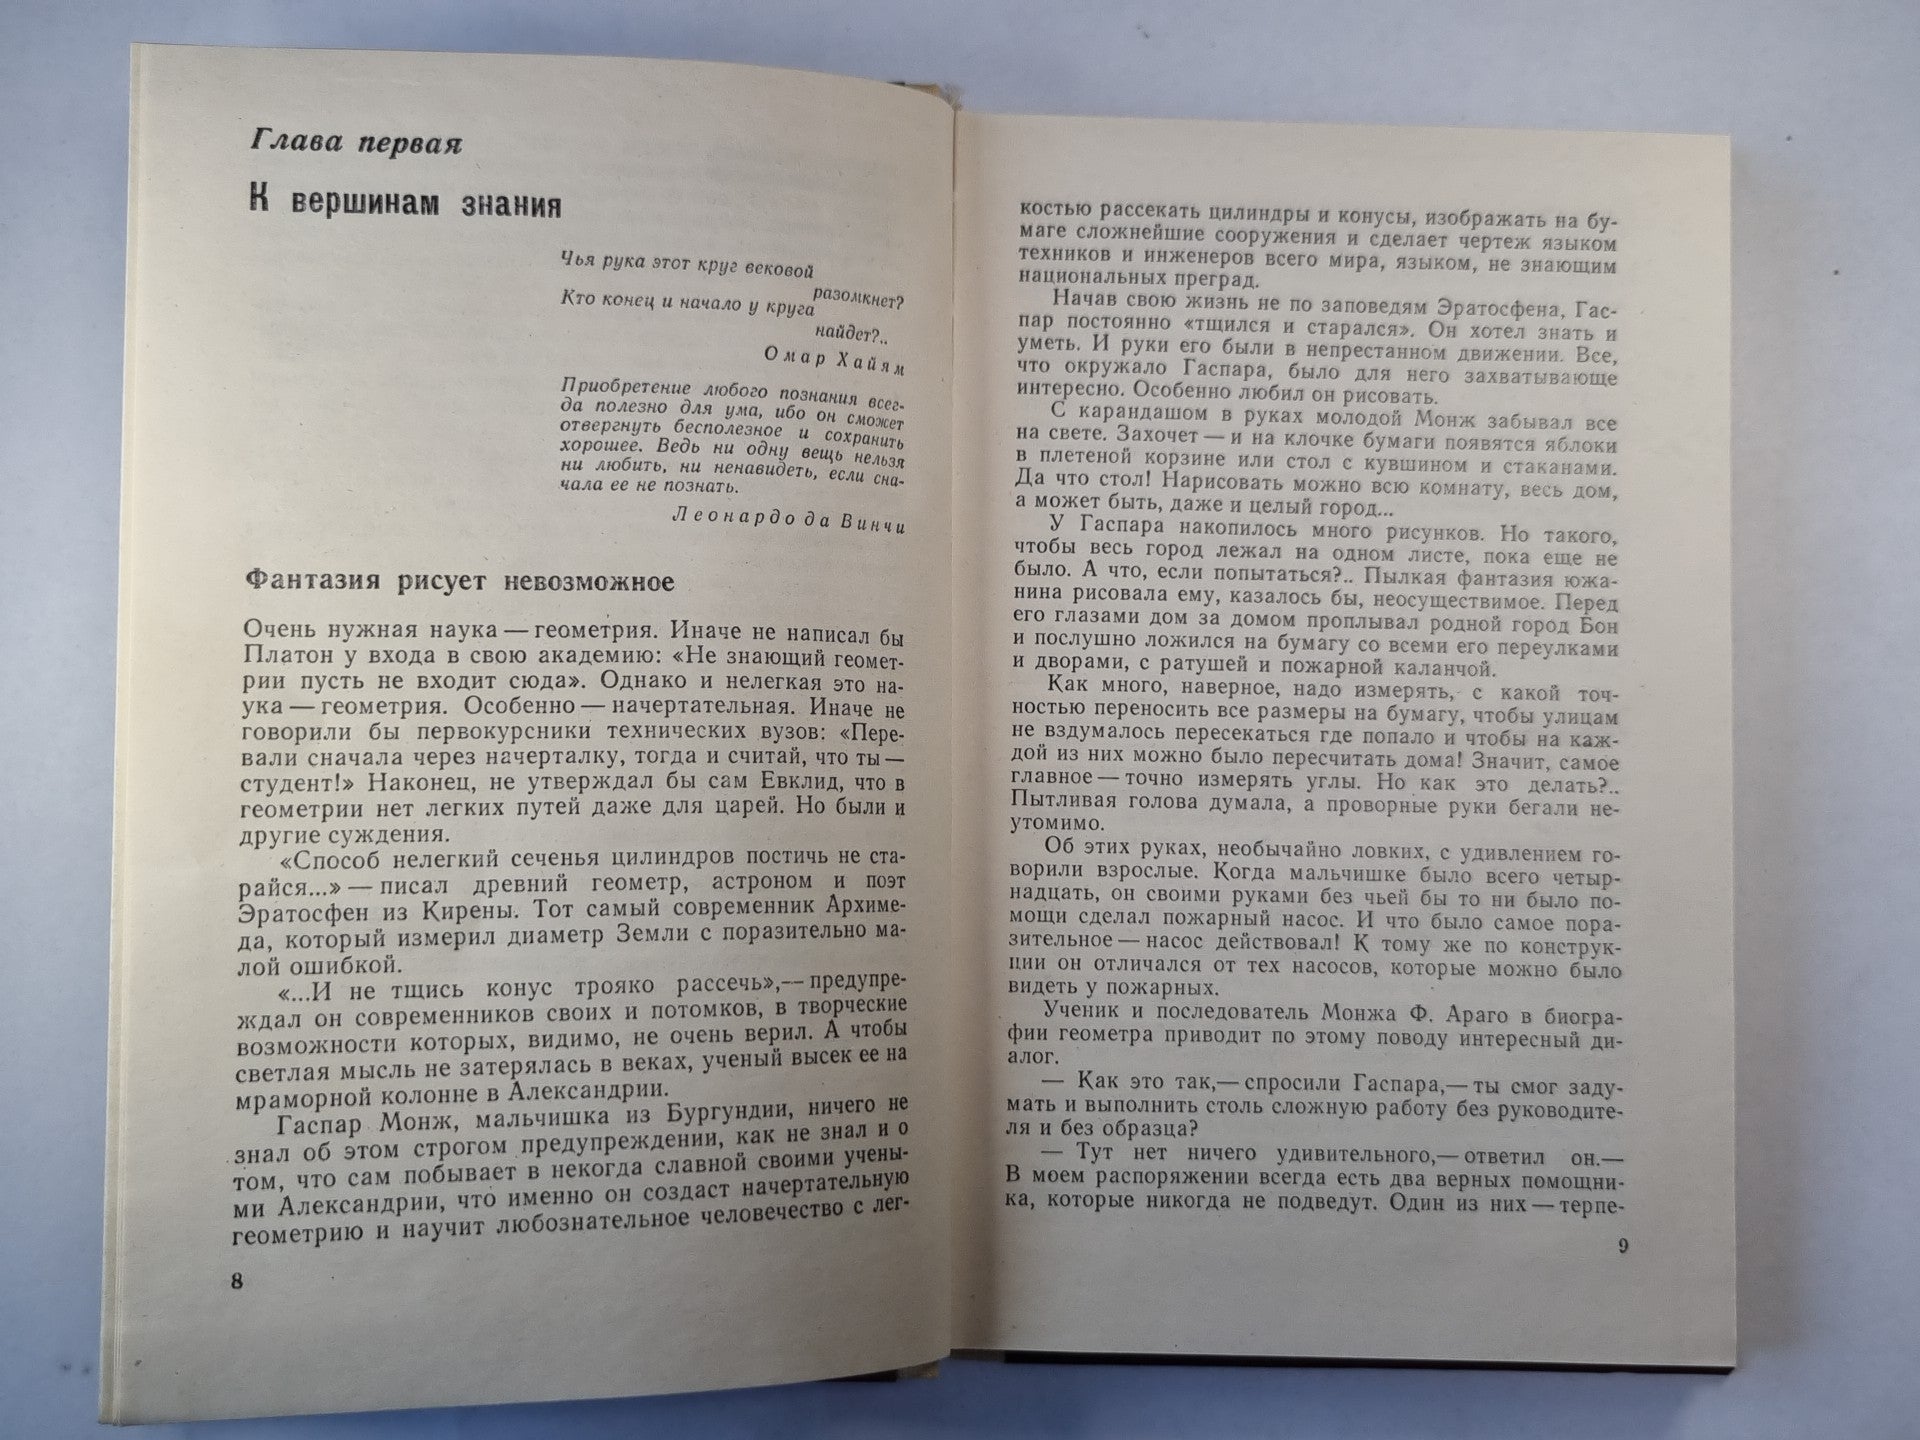 Глава первая
К вершинам знания
Чья рука этот круг вековой
разомкнет?
Кто конец и начало у круга
найдет?..
Омар Хайям
Приобретение любого познания всег-
да полезно для ума, ибо он сможет
отвергнуть бесполезное и сохранить
хорошее. Ведь ни одну вещь нельзя
ни любить, ни ненавидеть, если сна-
чала ее не познать.
Леонардо да Винчи
Фантазия рисует невозможное
Очень нужная наука — геометрия. Иначе не написал бы
Платон у входа в свою академию: «Не знающий геомет-
рии пусть не входит сюда». Однако и нелегкая это на-
ука — геометрия. Особенно — начертательная. Иначе не
говорили бы первокурсники технических вузов: «Пере-
вали сначала через начерталку, тогда и считай, что ты —
студент!» Наконец, не утверждал бы сам Евклид, что в
геометрии нет легких путей даже для царей. Но были и
другие суждения.
«Способ нелегкий сеченья цилиндров постичь не ста-
райся...» — писал древний геометр, астроном и поэт
Эратосфен из Кирены. Тот самый современник Архиме-
да, который измерил диаметр Земли с поразительно ма-
лой ошибкой.
«...И не тщись конус трояко рассечь»,— предупре-
ждал он современников своих и потомков, в творческие
возможности которых, видимо, не очень верил. А чтобы
светлая мысль не затерялась в веках, ученый высек ее на
мраморной колонне в Александрии.
Гаспар Монж, мальчишка из Бургундии, ничего не
знал об этом строгом предупреждении, как не знал и о
том, что сам побывает в некогда славной своими учены-
ми Александрии, что именно он создаст начертательную
геометрию и научит любознательное человечество с лег-
8
костью рассекать цилиндры и конусы, изображать на бу-
маге сложнейшие сооружения и сделает чертеж языком
техников и инженеров всего мира, языком, не знающим
национальных преград.
Начав свою жизнь не по заповедям Эратосфена, Гас-
пар постоянно «тщился и старался». Он хотел знать и
уметь. И руки его были в непрестанном движении. Все,
что окружало Гаспара, было для него захватывающе
интересно. Особенно любил он рисовать.
С карандашом в руках молодой Монж забывал все
на свете. Захочет — и на клочке бумаги появятся яблоки
в плетеной корзине или стол с кувшином и стаканами.
Да что стол! Нарисовать можно всю комнату, весь дом,
а может быть, даже и целый город...
У Гаспара накопилось много рисунков. Но такого,
чтобы весь город лежал на одном листе, пока еще не
было. А что, если попытаться?.. Пылкая фантазия южа-
нина рисовала ему, казалось бы, неосуществимое. Перед
его глазами дом за домом проплывал родной город Бон
и послушно ложился на бумагу со всеми его переулками
и дворами, с ратушей и пожарной каланчой.
Как много, наверное, надо измерять, с какой точ-
ностью переносить все размеры на бумагу, чтобы улицам
не вздумалось пересекаться где попало и чтобы на каж-
дой из них можно было пересчитать дома! Значит, самое
главное — точно измерять углы. Но как это делать?..
Пытливая голова думала, а проворные руки бегали не-
утомимо.
Об этих руках, необычайно ловких, с удивлением го-
ворили взрослые. Когда мальчишке было всего четыр-
надцать, он своими руками без чьей бы то ни было по-
мощи сделал пожарный насос. И что было самое пора-
зительное — насос действовал! К тому же по конструк-
ции он отличался от тех насосов, которые можно было
видеть у пожарных.
Ученик и последователь Монжа Ф. Араго в биогра-
фии геометра приводит по этому поводу интересный ди-
алог.
— Как это так,— спросили Гаспара,— ты смог заду-
мать и выполнить столь сложную работу без руководите-
ля и без образца?
— Тут нет ничего удивительного,— ответил он.—
В моем распоряжении всегда есть два верных помощни-
ка, которые никогда не подведут. Один из них — терпе-
9